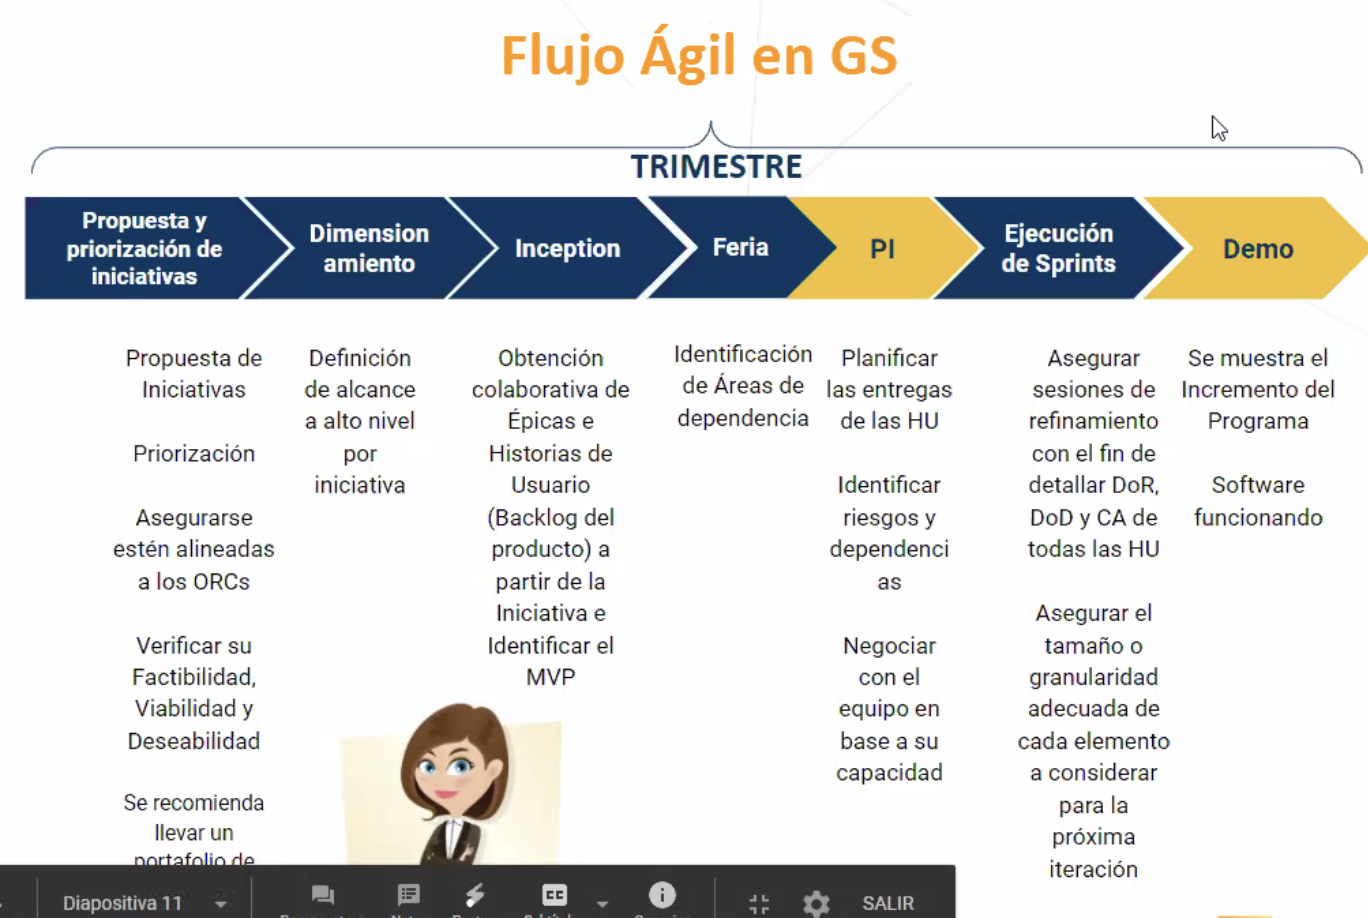 Flujo Ágil en GS
TRIMESTRE
Propuesta y
priorización de
iniciativas
Dimension
amiento
Inception
Feria
PI
Ejecución
de Sprints
Demo
Propuesta de
Iniciativas
Priorización
Asegurarse
estén alineadas
a los ORCs
Verificar su
Factibilidad,
Viabilidad y
Deseabilidad
Se recomienda
llevar un
portafolio de
Definición
de alcance
a alto nivel
por
iniciativa
Obtención
colaborativa de
Épicas e
Historias de
Usuario
(Backlog del
producto) a
partir de la
Iniciativa e
Identificar el
MVP
Identificación
de Áreas de
dependencia
Planificar
las entregas
de las HU
Identificar
riesgos y
dependenci
as
Negociar
con el
equipo en
base a su
capacidad
Asegurar
sesiones de
refinamiento
con el fin de
detallar DoR,
DoD y CA de
todas las HU
Asegurar el
tamaño o
granularidad
adecuada de
cada elemento
a considerar
para la
próxima
iteración
Se muestra el
Incremento del
Programa
Software
funcionando
Diapositiva 11
CC
SALIR